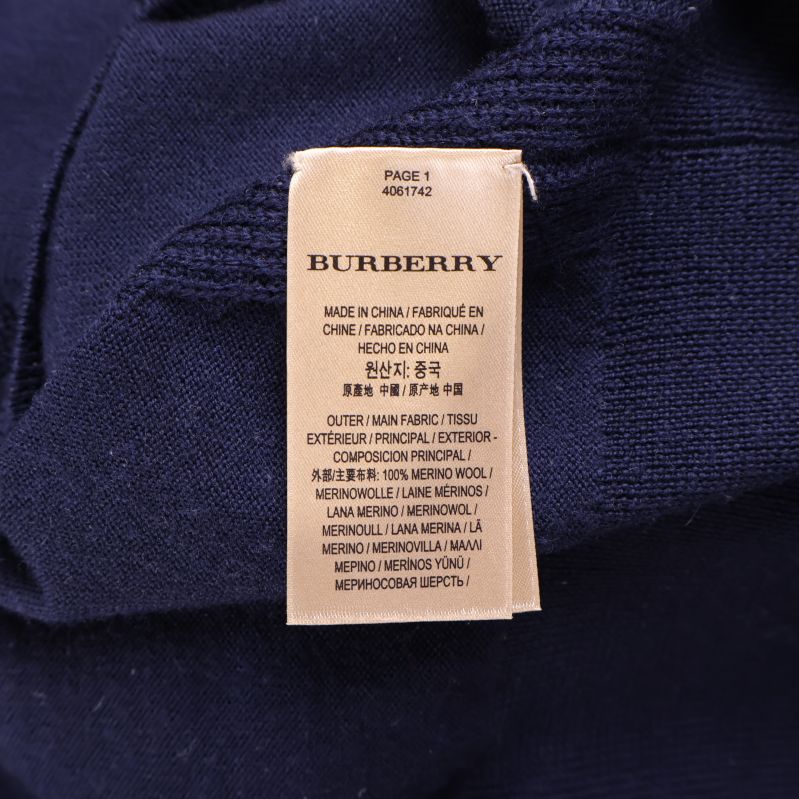 PAGE 1
4061742
BURBERRY
MADE IN CHINA / FABRIQUÉ EN
CHINE / FABRICADO NA CHINA /
HECHO EN CHINA
원산지: 중국
原產地 中國 / 原产地 中国
OUTER / MAIN FABRIC / TISSU
EXTÉRIEUR / PRINCIPAL / EXTERIOR -
COMPOSICION PRINCIPAL /
外部/主要布料: 100% MERINO WOOL /
MERINOWOLLE / LAINE MÉRINOS /
LANA MERINO / MERINOWOL /
MERINOULL / LANA MERINA / LÃ
MERINO / MERINOVILLA / ΜΑΛΛΙ
ΜΕΡΙΝΟ / MERİNOS YÜNÜ /
МЕРИНОСОВАЯ ШЕРСТЬ /